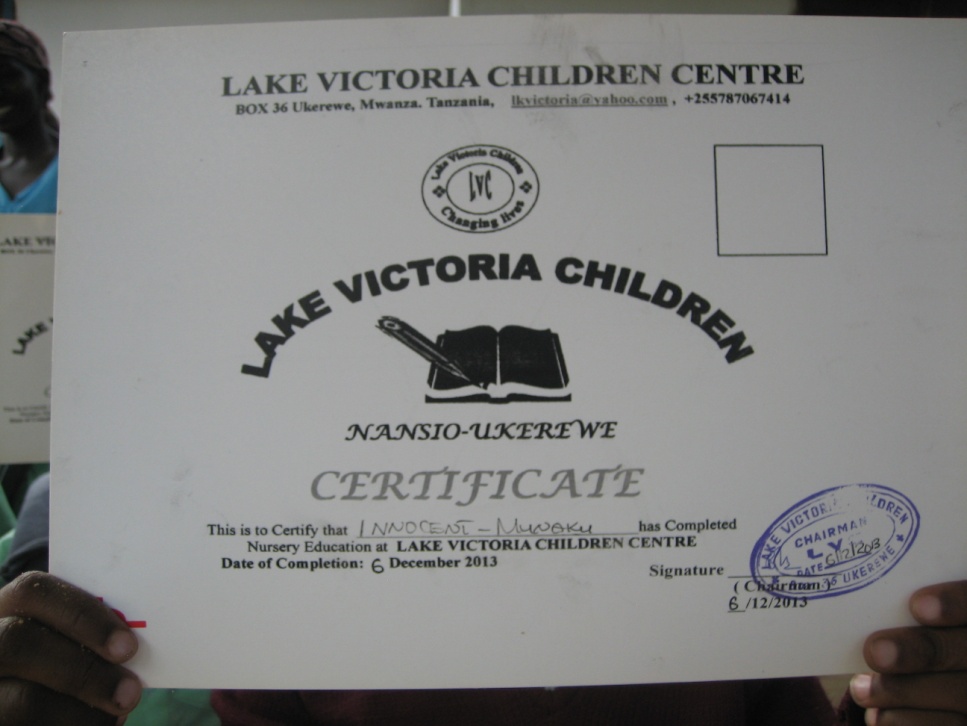 LAKE VICTORIA CHILDREN CENTRE
BOX 36 Ukerewe, Mwanza. Tanzania, lkvictoria@yahoo.com , +255787067414
Lake Victoria Children
LVC
Changing lives
LAKE VICTORIA CHILDREN
NANSIO-UKEREWE
CERTIFICATE
This is to Certify that INNOCENT - has Completed
Nursery Education at LAKE VICTORIA CHILDREN CENTRE
Date of Completion: 6 December 2013
Signature
( Chairman )
6 /12/2013
LAKE VICTORIA CHILDREN
CHAIRMAN
DATE 6/12/2013
Box 36 UKEREWE
LAKE